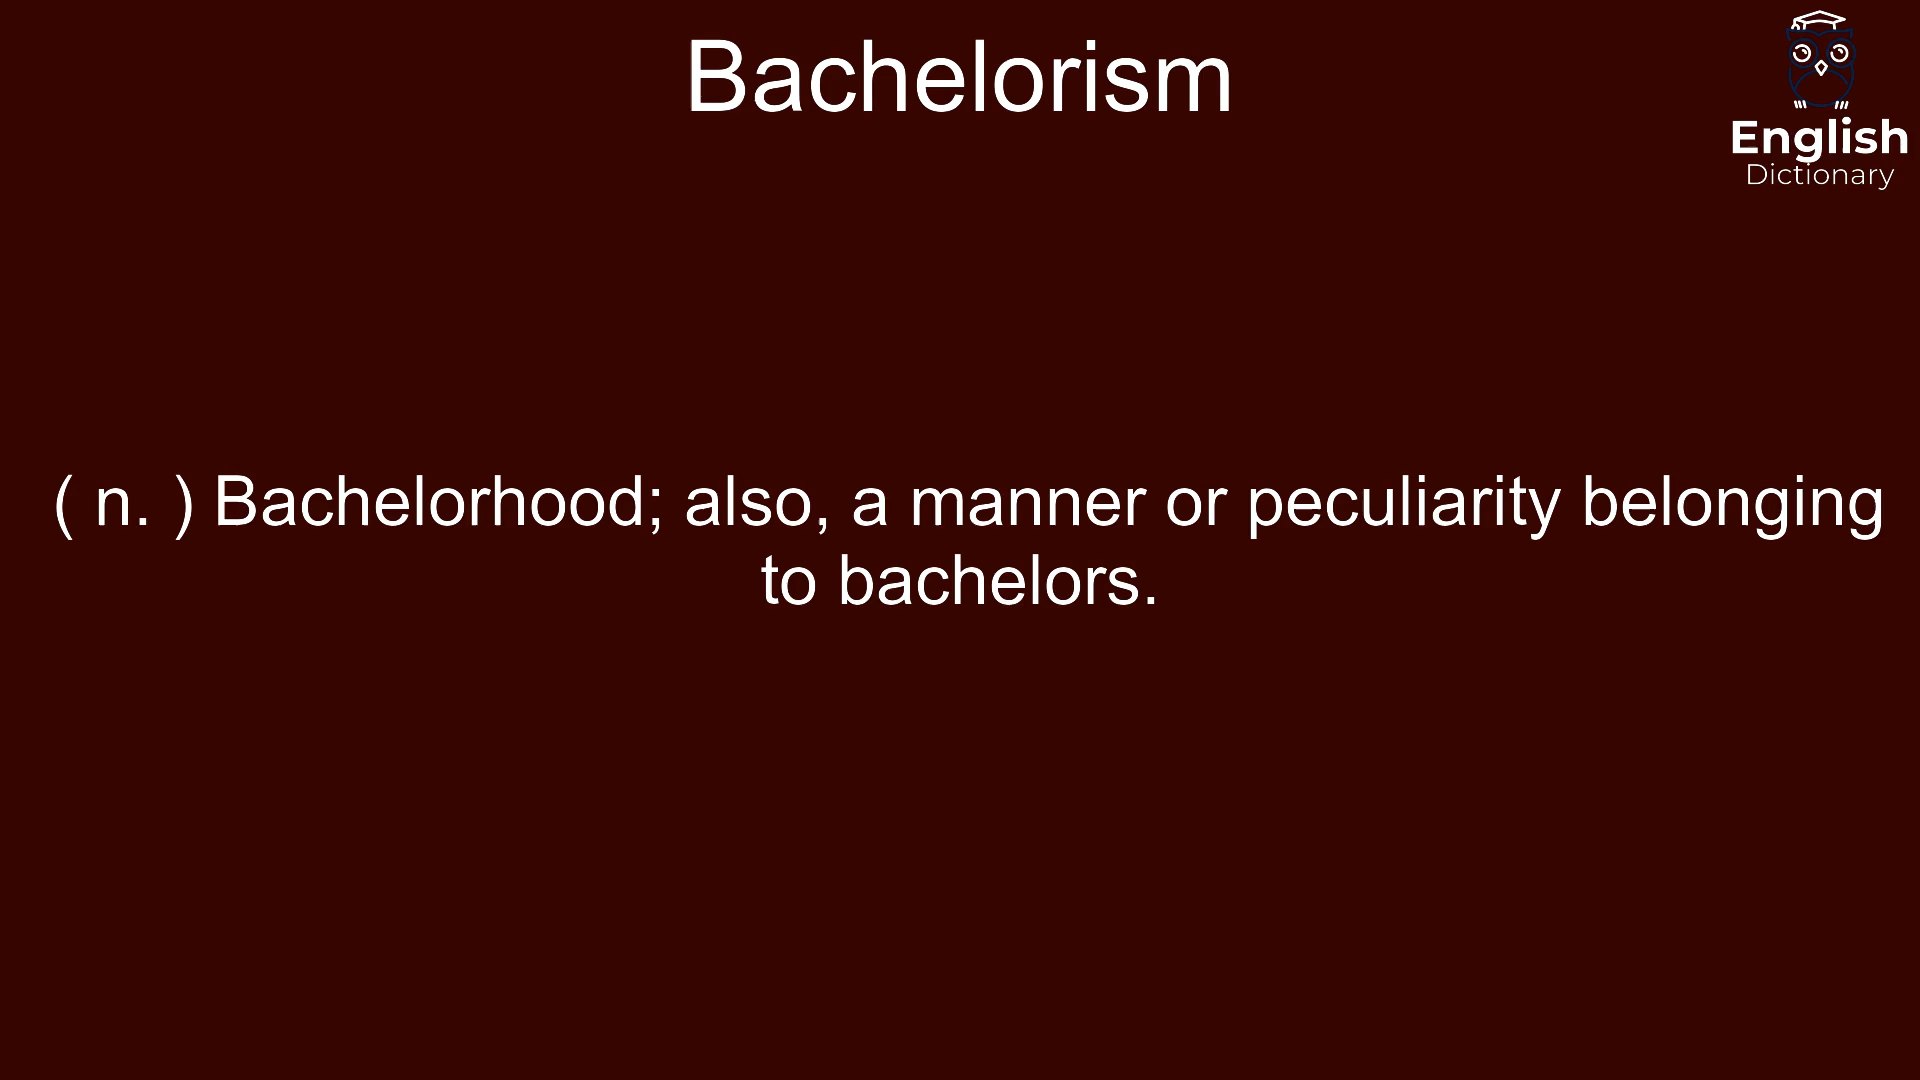 Bachelorism
English
Dictionary
( n. ) Bachelorhood; also, a manner or peculiarity belonging
to bachelors.